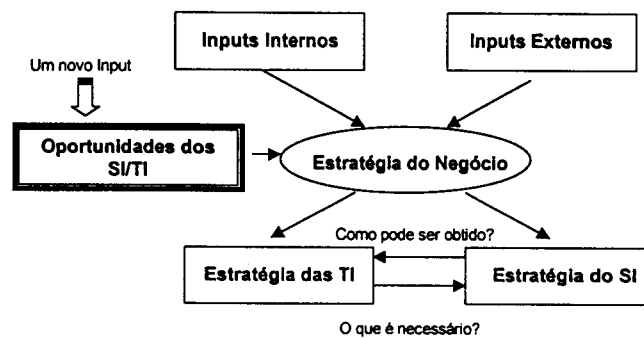 Inputs Internos
Inputs Externos
Um novo Input
Oportunidades dos
SI/TI
Estratégia do Negócio
Como pode ser obtido?
Estratégia das TI
Estratégia do SI
O que é necessário?